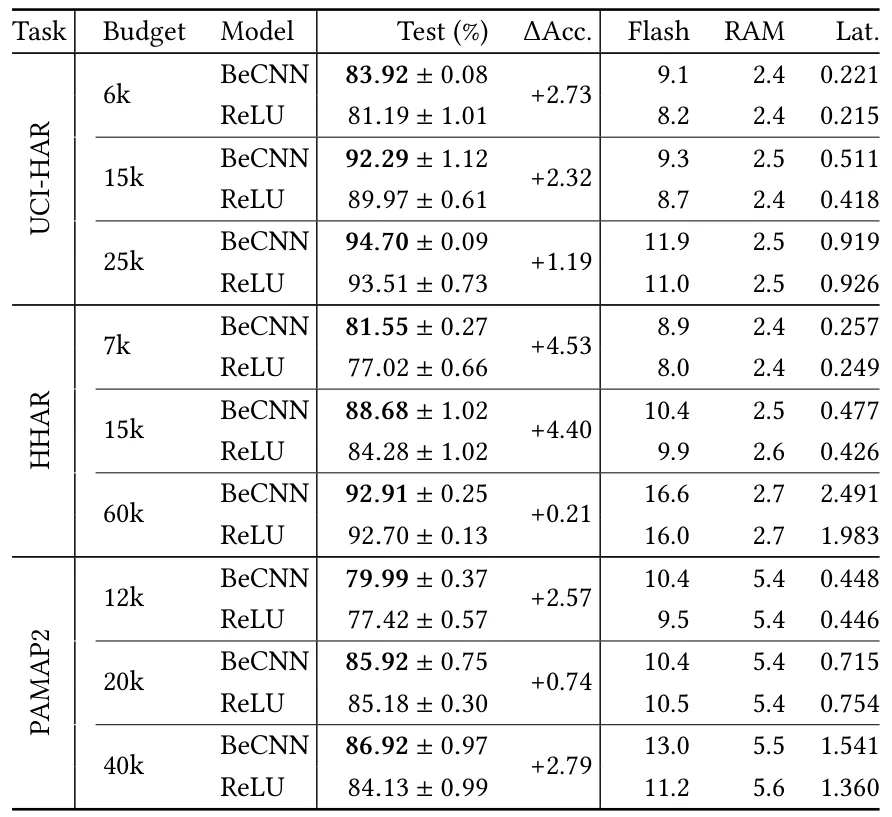 Task Budget Model Test (%) ΔAcc. Flash RAM Lat.
UCI-HAR
6k +2.73
BeCNN 83.92 ± 0.08 9.1 2.4 0.221
ReLU 81.19 ± 1.01 8.2 2.4 0.215
15k +2.32
BeCNN 92.29 ± 1.12 9.3 2.5 0.511
ReLU 89.97 ± 0.61 8.7 2.4 0.418
25k +1.19
BeCNN 94.70 ± 0.09 11.9 2.5 0.919
ReLU 93.51 ± 0.73 11.0 2.5 0.926
HHAR
7k +4.53
BeCNN 81.55 ± 0.27 8.9 2.4 0.257
ReLU 77.02 ± 0.66 8.0 2.4 0.249
15k +4.40
BeCNN 88.68 ± 1.02 10.4 2.5 0.477
ReLU 84.28 ± 1.02 9.9 2.6 0.426
60k +0.21
BeCNN 92.91 ± 0.25 16.6 2.7 2.491
ReLU 92.70 ± 0.13 16.0 2.7 1.983
PAMAP2
12k +2.57
BeCNN 79.99 ± 0.37 10.4 5.4 0.448
ReLU 77.42 ± 0.57 9.5 5.4 0.446
20k +0.74
BeCNN 85.92 ± 0.75 10.4 5.4 0.715
ReLU 85.18 ± 0.30 10.5 5.4 0.754
40k +2.79
BeCNN 86.92 ± 0.97 13.0 5.5 1.541
ReLU 84.13 ± 0.99 11.2 5.6 1.360